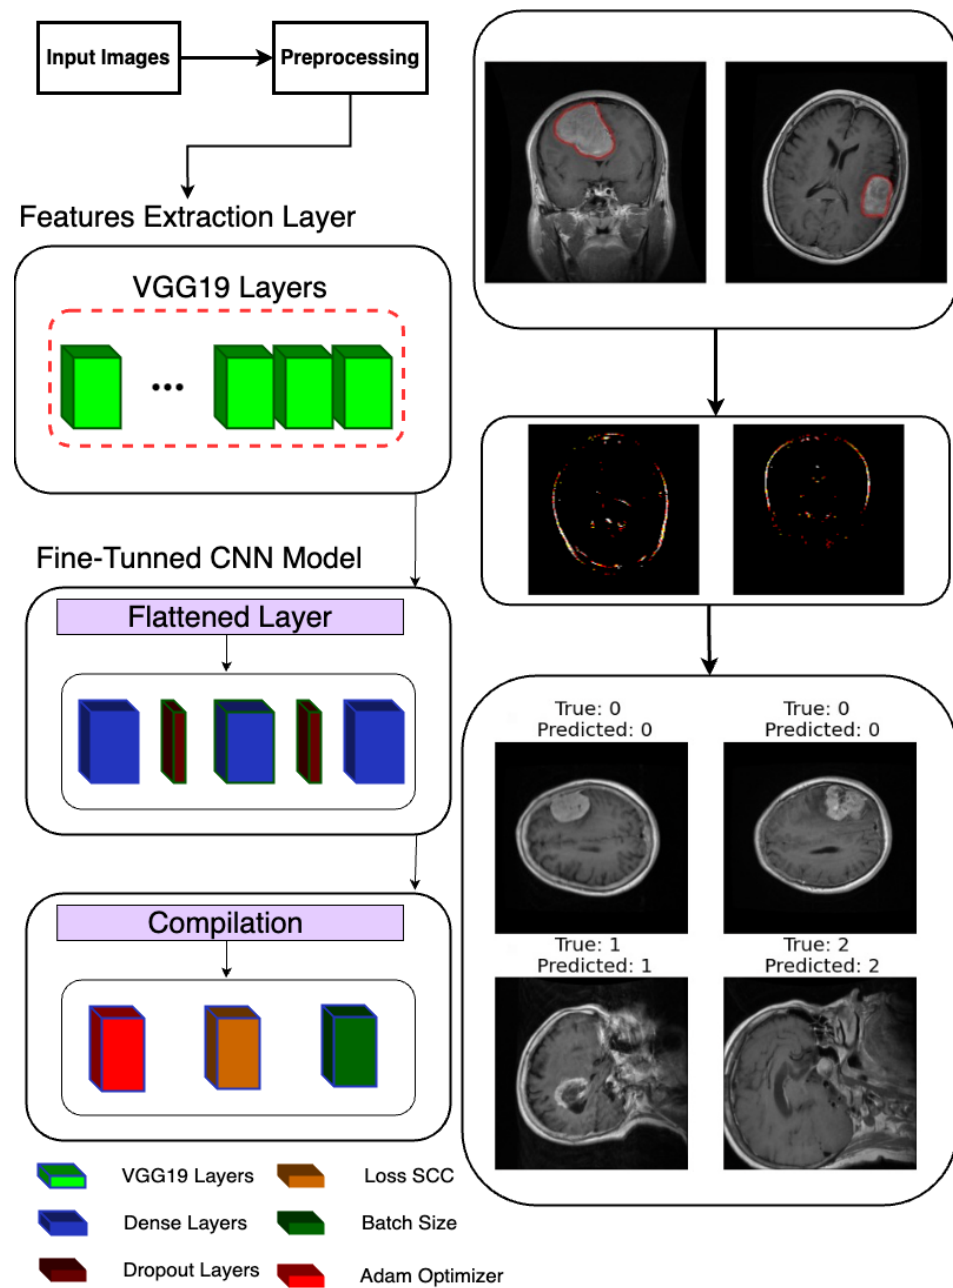 Input Images
Preprocessing
Features Extraction Layer
VGG19 Layers
Fine-Tunned CNN Model
Flattened Layer
Compilation
VGG19 Layers
Loss SCC
Dense Layers
Batch Size
Dropout Layers
Adam Optimizer
True: 0
Predicted: 0
True: 0
Predicted: 0
True: 1
Predicted: 1
True: 2
Predicted: 2